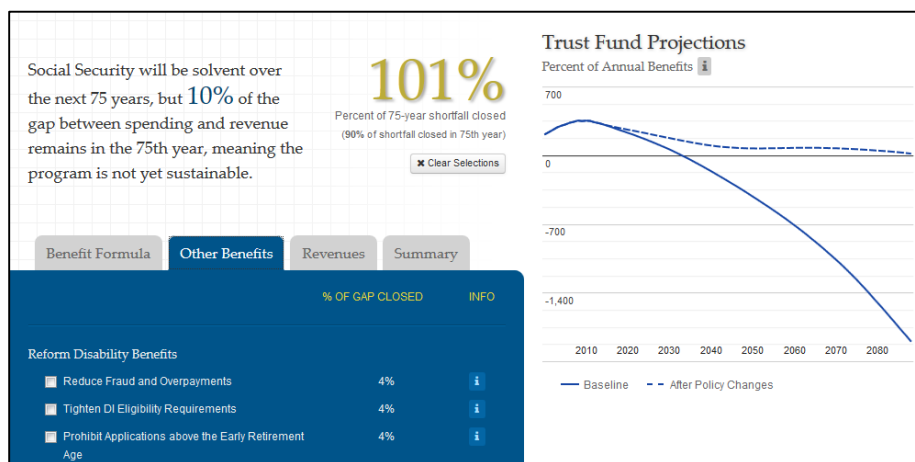 Social Security will be solvent over
the next 75 years, but 10% of the
gap between spending and revenue
remains in the 75th year, meaning the
program is not yet sustainable.
101%
Percent of 75-year shortfall closed
(90% of shortfall closed in 75th year)
✖ Clear Selections
Trust Fund Projections
Percent of Annual Benefits i
700
0
-700
-1,400
2010 2020 2030 2040 2050 2060 2070 2080
Baseline After Policy Changes
Benefit Formula Other Benefits Revenues Summary
% OF GAP CLOSED INFO
Reform Disability Benefits
Reduce Fraud and Overpayments 4% i
Tighten DI Eligibility Requirements 4% i
Prohibit Applications above the Early Retirement 4% i
Age